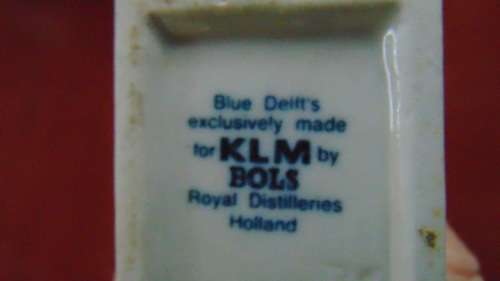 Blue Delft's
exclusively made
for KLM by
BOLS
Royal Distilleries
Holland